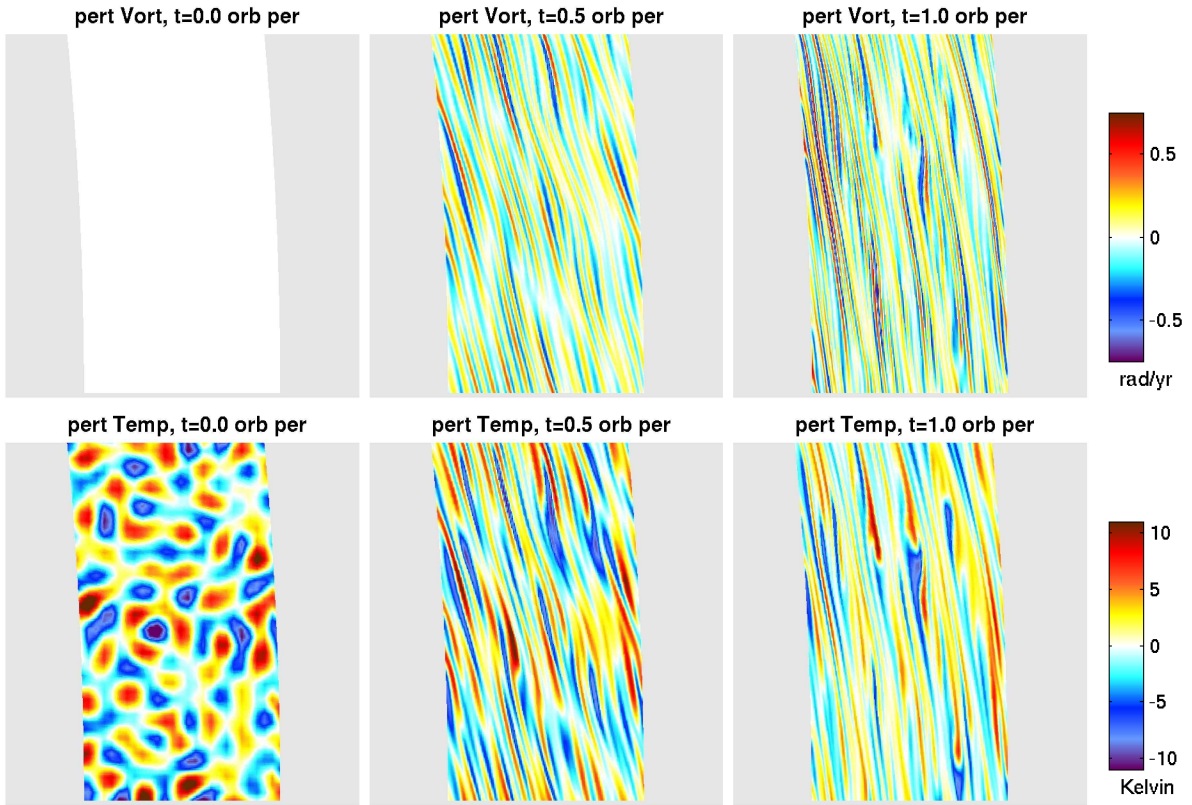 pert Vort, t=0.0 orb per
pert Vort, t=0.5 orb per
pert Vort, t=1.0 orb per
0.5
0
-0.5
rad/yr
pert Temp, t=0.0 orb per
pert Temp, t=0.5 orb per
pert Temp, t=1.0 orb per
10
5
0
-5
-10
Kelvin